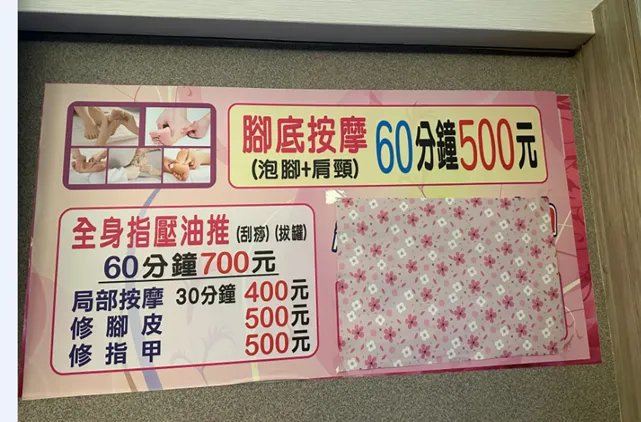 腳底按摩 60分鐘500元
(泡腳+肩頸)
全身指壓油推 (刮痧) (拔罐)
60分鐘700元
局部按摩 30分鐘 400元
修腳皮 500元
修指甲 500元